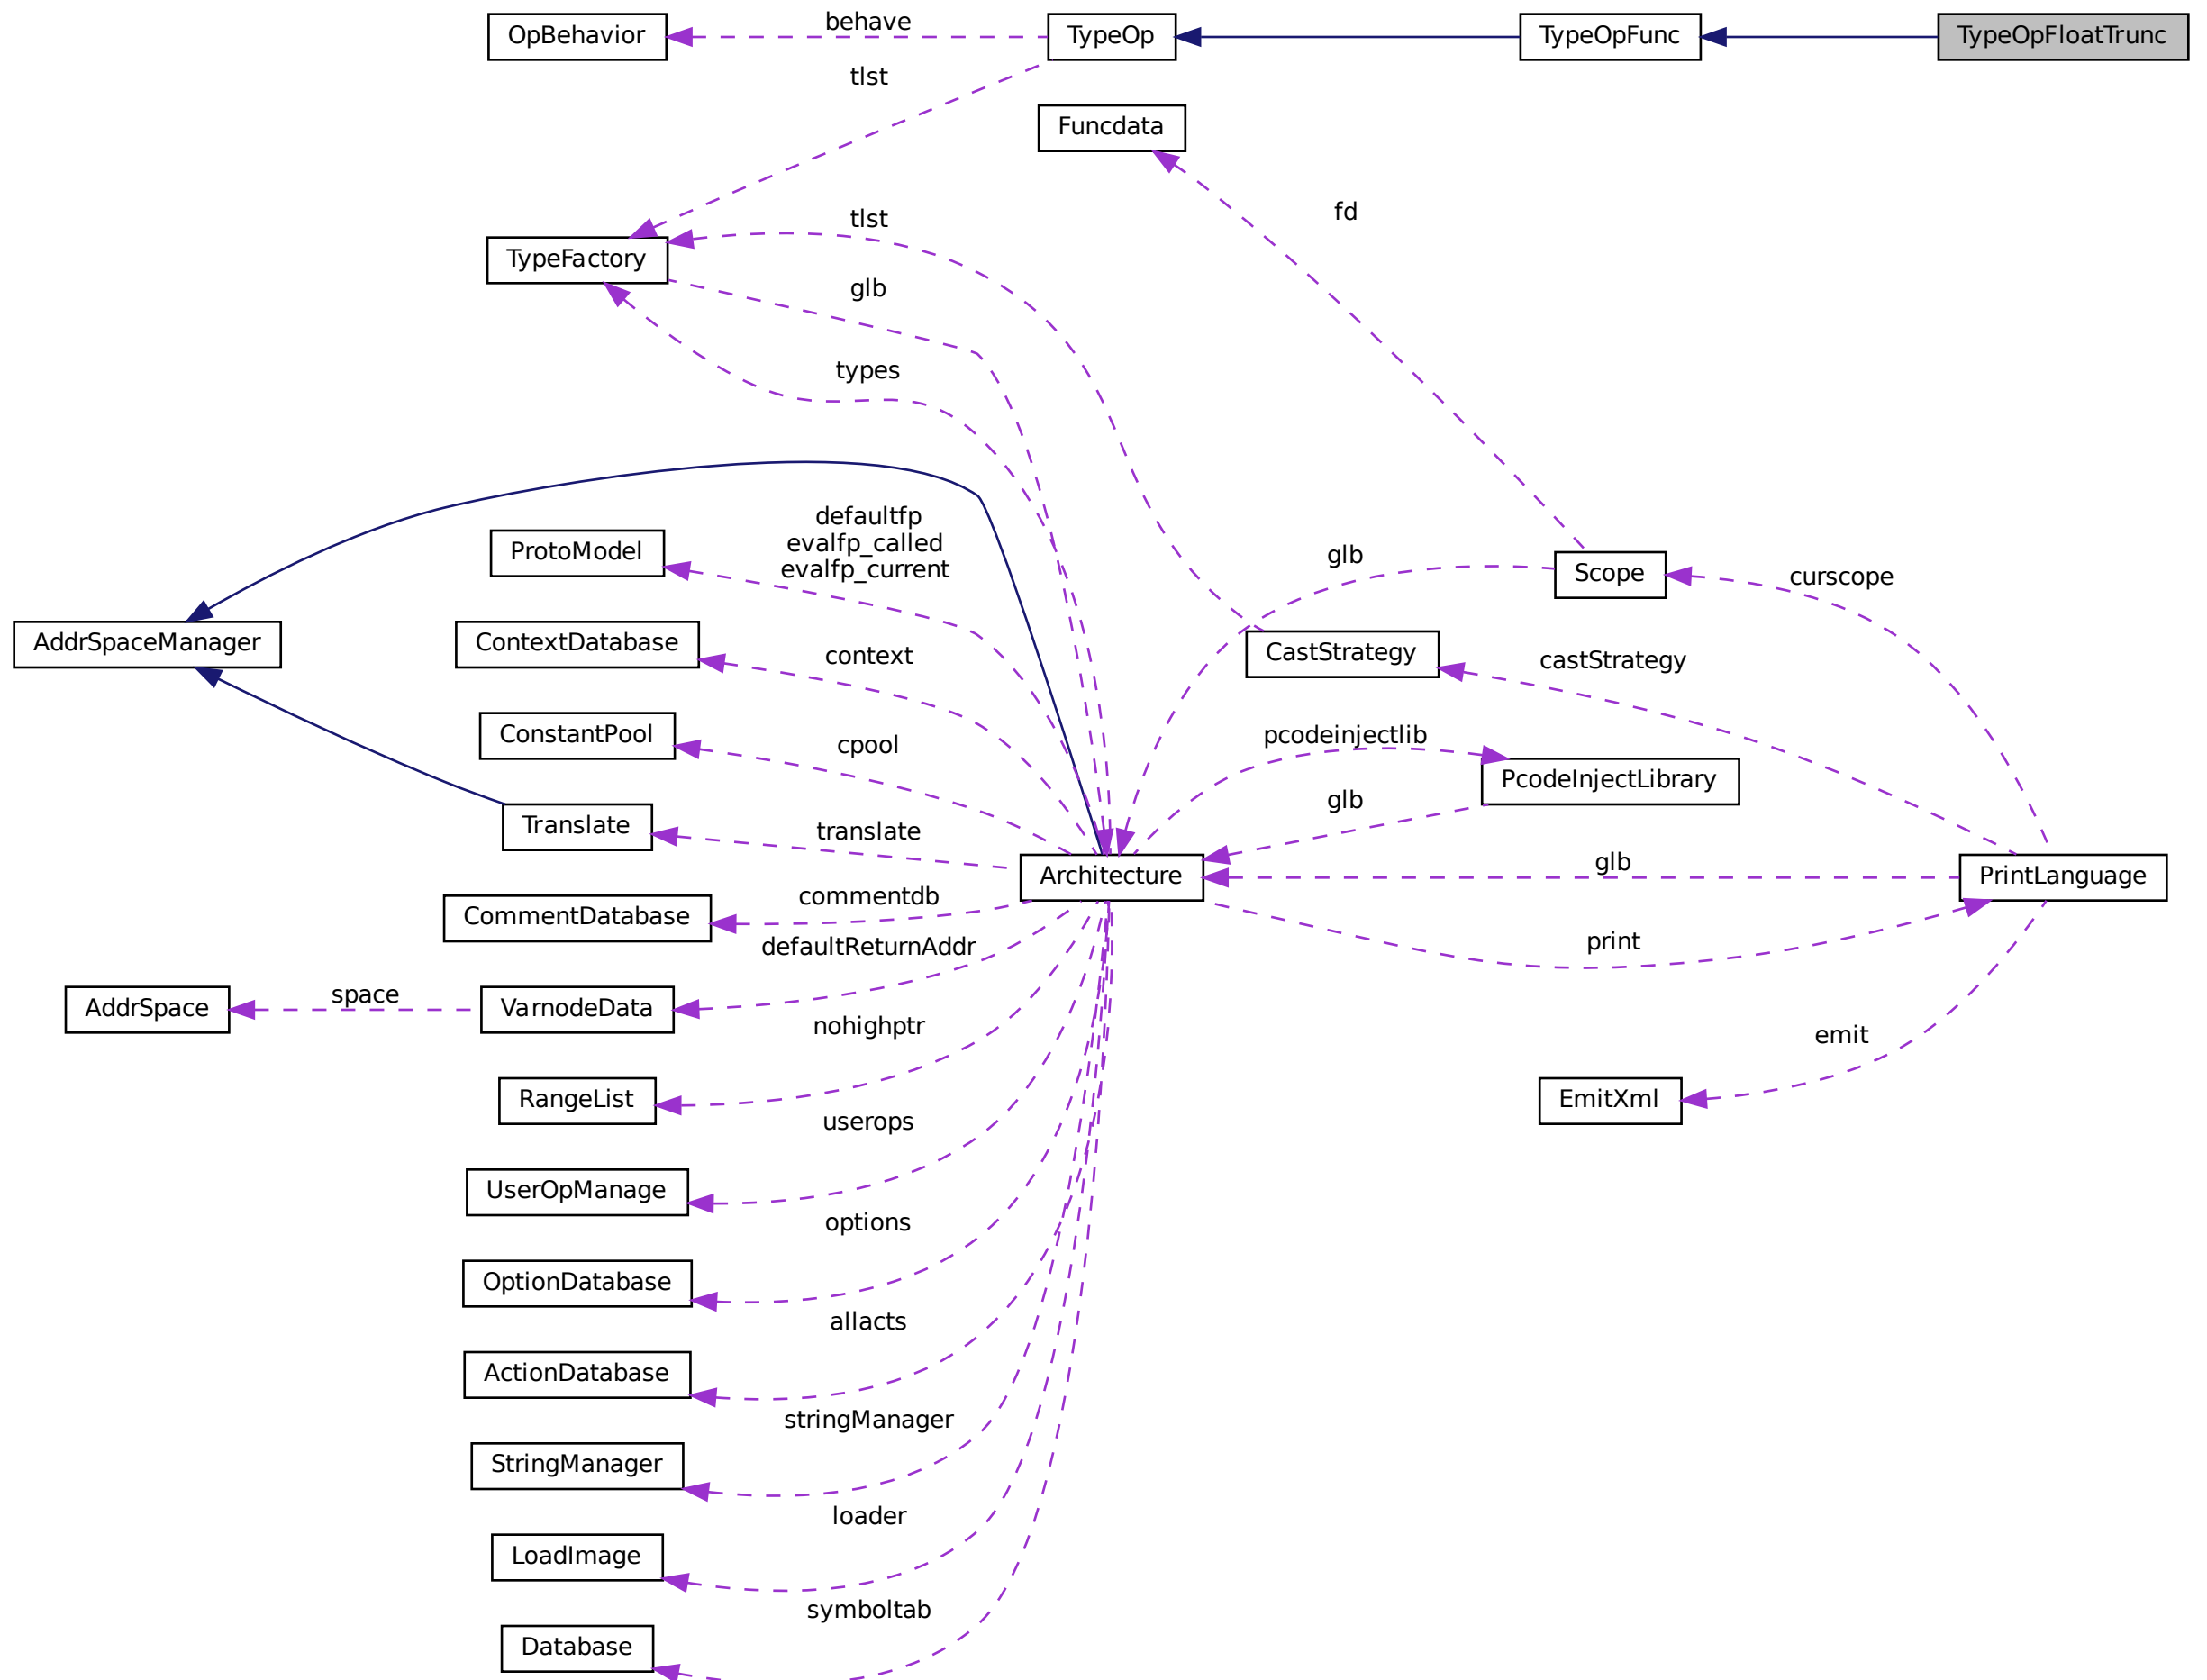 OpBehavior
behave
TypeOp
TypeOpFunc
TypeOpFloatTrunc
tlst
Funcdata
fd
tlst
TypeFactory
glb
types
defaultfp
evalfp_called
evalfp_current
ProtoModel
glb
Scope
curscope
AddrSpaceManager
ContextDatabase
context
CastStrategy
castStrategy
ConstantPool
cpool
pcodeinjectlib
PcodeInjectLibrary
glb
Translate
translate
glb
Architecture
PrintLanguage
commentdb
CommentDatabase
print
defaultReturnAddr
space
AddrSpace
VarnodeData
nohighptr
emit
RangeList
EmitXml
userops
UserOpManage
options
OptionDatabase
allacts
ActionDatabase
stringManager
StringManager
loader
LoadImage
symboltab
Database